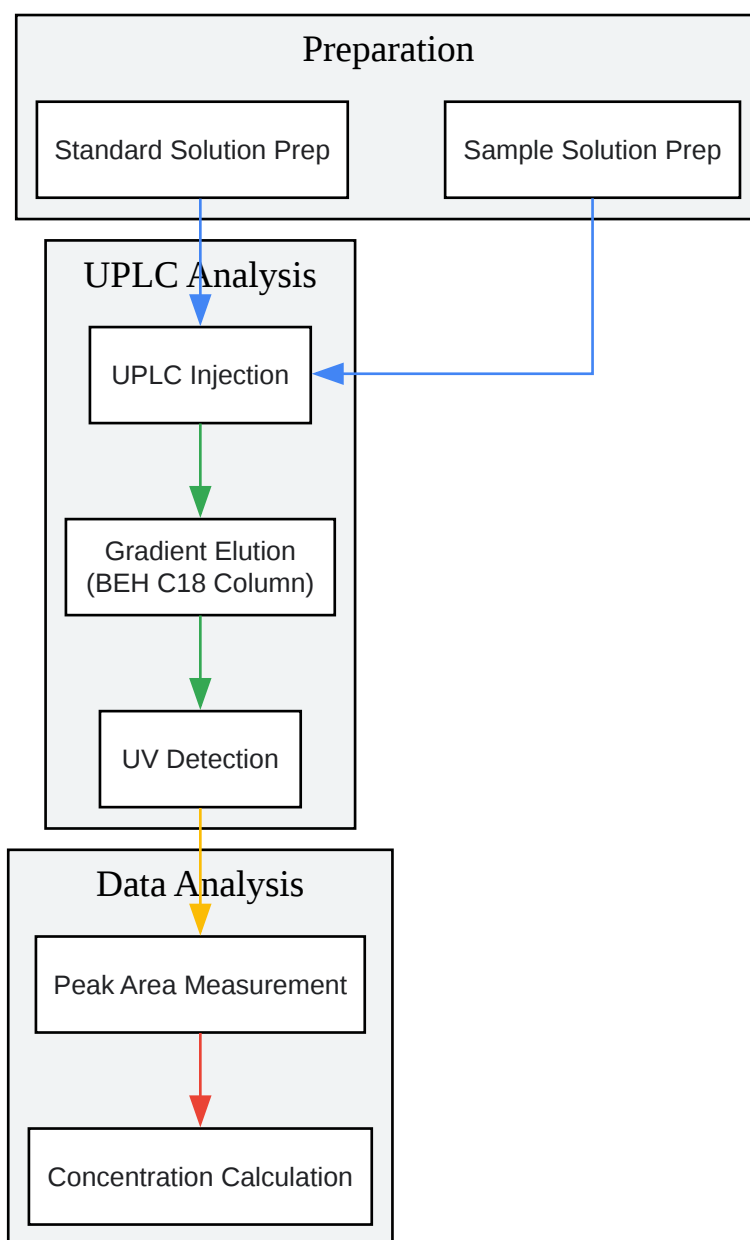 Preparation
Standard Solution Prep
Sample Solution Prep
UPLC Analysis
UPLC Injection
Gradient Elution
(BEH C18 Column)
UV Detection
Data Analysis
Peak Area Measurement
Concentration Calculation